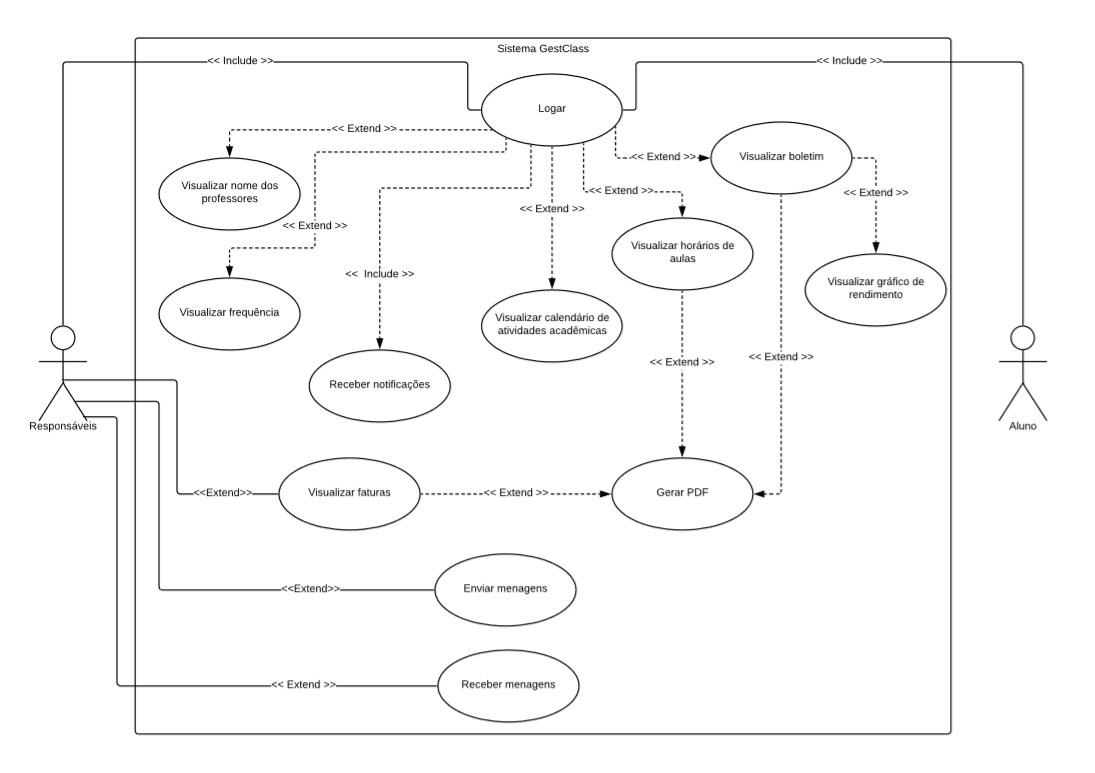 Sistema GestClass
<< Include >>
<< Include >>
Logar
<< Extend >>
<< Extend >>
Visualizar boletim
Visualizar nome dos
professores
<< Extend >>
<< Extend >>
<< Extend >>
<< Extend >>
Visualizar horários de
aulas
<<  Include >>
Visualizar gráfico de
rendimento
Visualizar frequência
Visualizar calendário de
atividades acadêmicas
<< Extend >>
<< Extend >>
Receber notificações
Responsáveis
Aluno
<<Extend>>
Visualizar faturas
<< Extend >>
Gerar PDF
<<Extend>>
Enviar menagens
<< Extend >>
Receber menagens